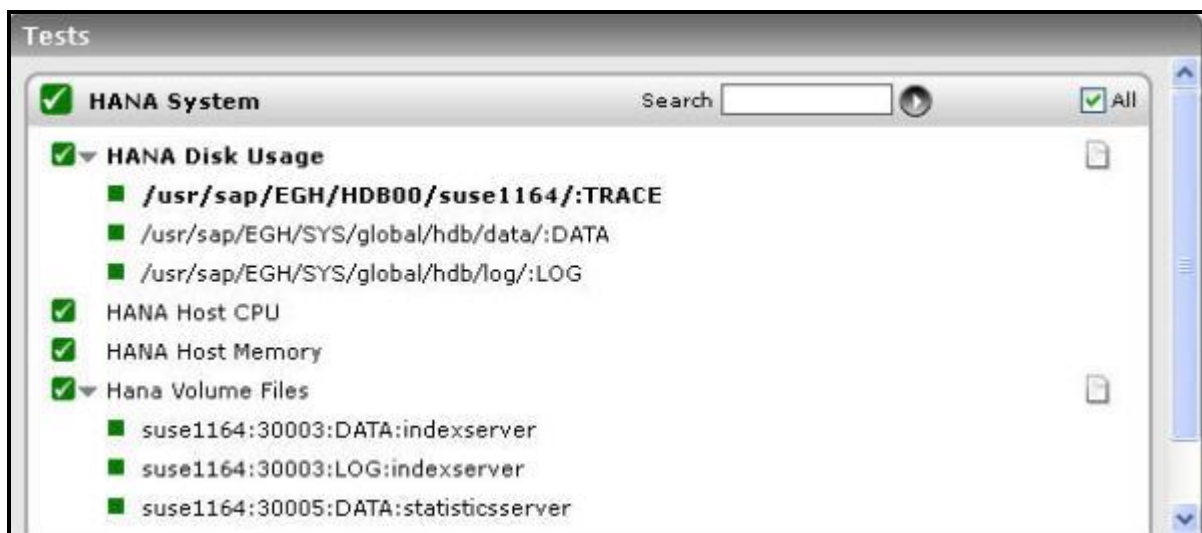 Tests
HANA System Search All
HANA Disk Usage
/usr/sap/EGH/HDB00/suse1164/:TRACE
/usr/sap/EGH/SYS/global/hdb/data/:DATA
/usr/sap/EGH/SYS/global/hdb/log/:LOG
HANA Host CPU
HANA Host Memory
Hana Volume Files
suse1164:30003:DATA:indexserver
suse1164:30003:LOG:indexserver
suse1164:30005:DATA:statisticsserver